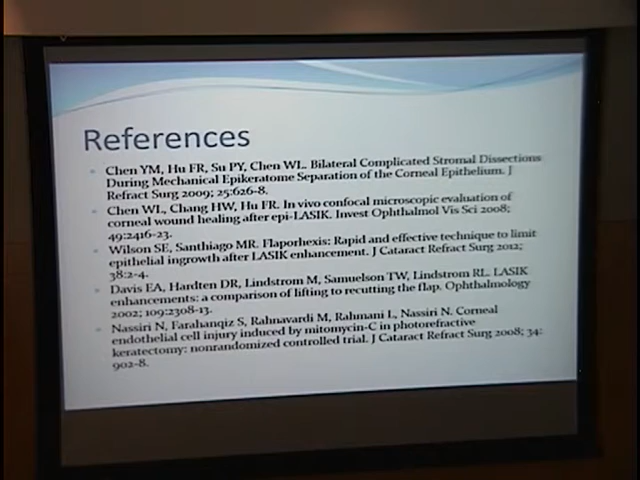 References
Chen YM, Hu FR, Su PY, Chen WL. Bilateral Complicated Stromal Dissections
During Mechanical Epikeratome Separation of the Corneal Epithelium. J
Refract Surg 2009; 25:626-8.
Chen WL, Chang HW, Hu FR. In vivo confocal microscopic evaluation of
corneal wound healing after epi-LASIK. Invest Ophthalmol Vis Sci 2008;
49:2416-23.
Wilson SE, Santhiago MR. Flaporhexis: Rapid and effective technique to limit
epithelial ingrowth after LASIK enhancement. J Cataract Refract Surg 2012;
38:2-4.
Davis EA, Hardten DR, Lindstrom M, Samuelson TW, Lindstrom RL. LASIK
enhancements: a comparison of lifting to recutting the flap. Ophthalmology
2002; 109:2308-13.
Nassiri N, Farahangiz S, Rahnavardi M, Rahmani L, Nassiri N. Corneal
endothelial cell injury induced by mitomycin-C in photorefractive
keratectomy: nonrandomized controlled trial. J Cataract Refract Surg 2008; 34:
902-8.